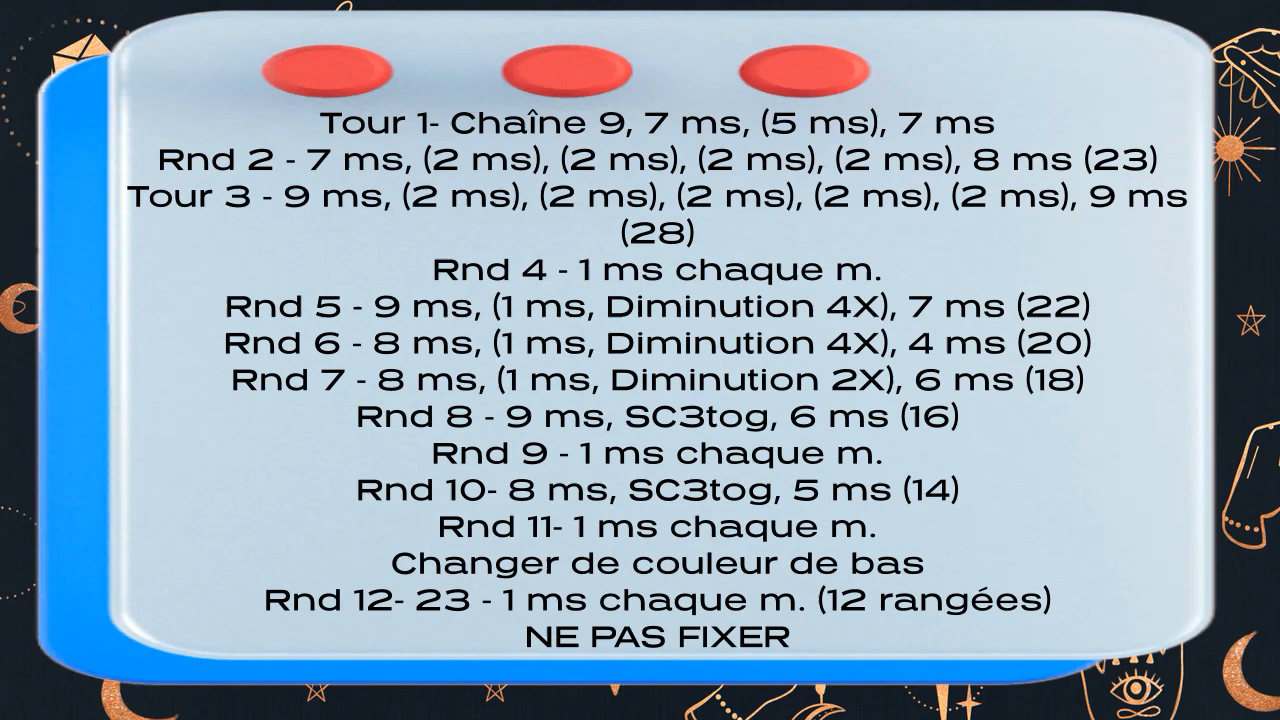 Tour 1- Chaîne 9, 7 ms, (5 ms), 7 ms
Rnd 2 - 7 ms, (2 ms), (2 ms), (2 ms), (2 ms), 8 ms (23)
Tour 3 - 9 ms, (2 ms), (2 ms), (2 ms), (2 ms), (2 ms), 9 ms
(28)
Rnd 4 - 1 ms chaque m.
Rnd 5 - 9 ms, (1 ms, Diminution 4X), 7 ms (22)
Rnd 6 - 8 ms, (1 ms, Diminution 4X), 4 ms (20)
Rnd 7 - 8 ms, (1 ms, Diminution 2X), 6 ms (18)
Rnd 8 - 9 ms, SC3tog, 6 ms (16)
Rnd 9 - 1 ms chaque m.
Rnd 10- 8 ms, SC3tog, 5 ms (14)
Rnd 11- 1 ms chaque m.
Changer de couleur de bas
Rnd 12- 23 - 1 ms chaque m. (12 rangées)
NE PAS FIXER